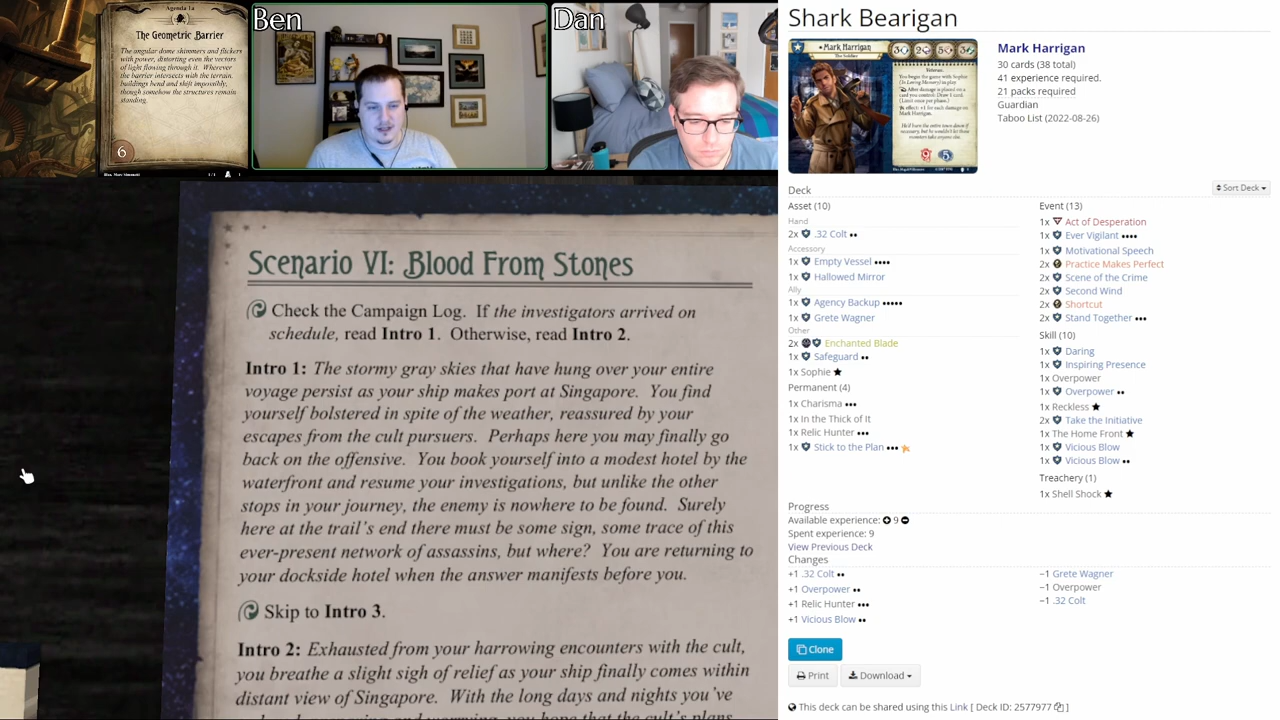 Agenda 1a
The Geometric Barrier
The angular dome shimmers and flickers
with power, distorting even the vectors
of light flowing through it. Wherever
the barrier intersects with the terrain,
buildings bend and shift impossibly,
though somehow the structures remain
standing.
6
Ben
Dan
Scenario VI: Blood From Stones
Check the Campaign Log. If the investigators arrived on
schedule, read Intro 1. Otherwise, read Intro 2.
Intro 1: The stormy gray skies that have hung over your entire
voyage persist as your ship makes port at Singapore. You find
yourself bolstered in spite of the weather, reassured by your
escapes from the cult pursuers. Perhaps here you may finally go
back on the offensive. You book yourself into a modest hotel by the
waterfront and resume your investigations, but unlike the other
stops in your journey, the enemy is nowhere to be found. Surely
here at the trail's end there must be some sign, some trace of this
ever-present network of assassins, but where? You are returning to
your dockside hotel when the answer manifests before you.
Skip to Intro 3.
Intro 2: Exhausted from your harrowing encounters with the cult,
you breathe a slight sigh of relief as your ship finally comes within
distant view of Singapore. With the long days and nights you've
Shark Bearigan
Mark Harrigan
The Soldier
Mark Harrigan
30 cards (38 total)
41 experience required.
21 packs required
Guardian
Taboo List (2022-08-26)
Sort Deck
Deck
Asset (10)
Hand
2x .32 Colt ••
Accessory
1x Empty Vessel ••••
1x Hallowed Mirror
Ally
1x Agency Backup •••••
1x Grete Wagner
Other
2x Enchanted Blade
1x Safeguard ••
1x Sophie ★
Permanent (4)
1x Charisma •••
1x In the Thick of It
1x Relic Hunter •••
1x Stick to the Plan •••
Event (13)
1x Act of Desperation
1x Ever Vigilant ••••
1x Motivational Speech
2x Practice Makes Perfect
2x Scene of the Crime
2x Second Wind
2x Shortcut
2x Stand Together •••
Skill (10)
1x Daring
1x Inspiring Presence
1x Overpower
1x Overpower ••
1x Reckless ★
2x Take the Initiative
1x The Home Front ★
1x Vicious Blow
1x Vicious Blow ••
Treachery (1)
1x Shell Shock ★
Progress
Available experience: 9
Spent experience: 9
View Previous Deck
Changes
+1 .32 Colt ••
+1 Overpower ••
+1 Relic Hunter •••
+1 Vicious Blow ••
−1 Grete Wagner
−1 Overpower
−1 .32 Colt
Clone
Print
Download
This deck can be shared using this Link [ Deck ID: 2577977 ]